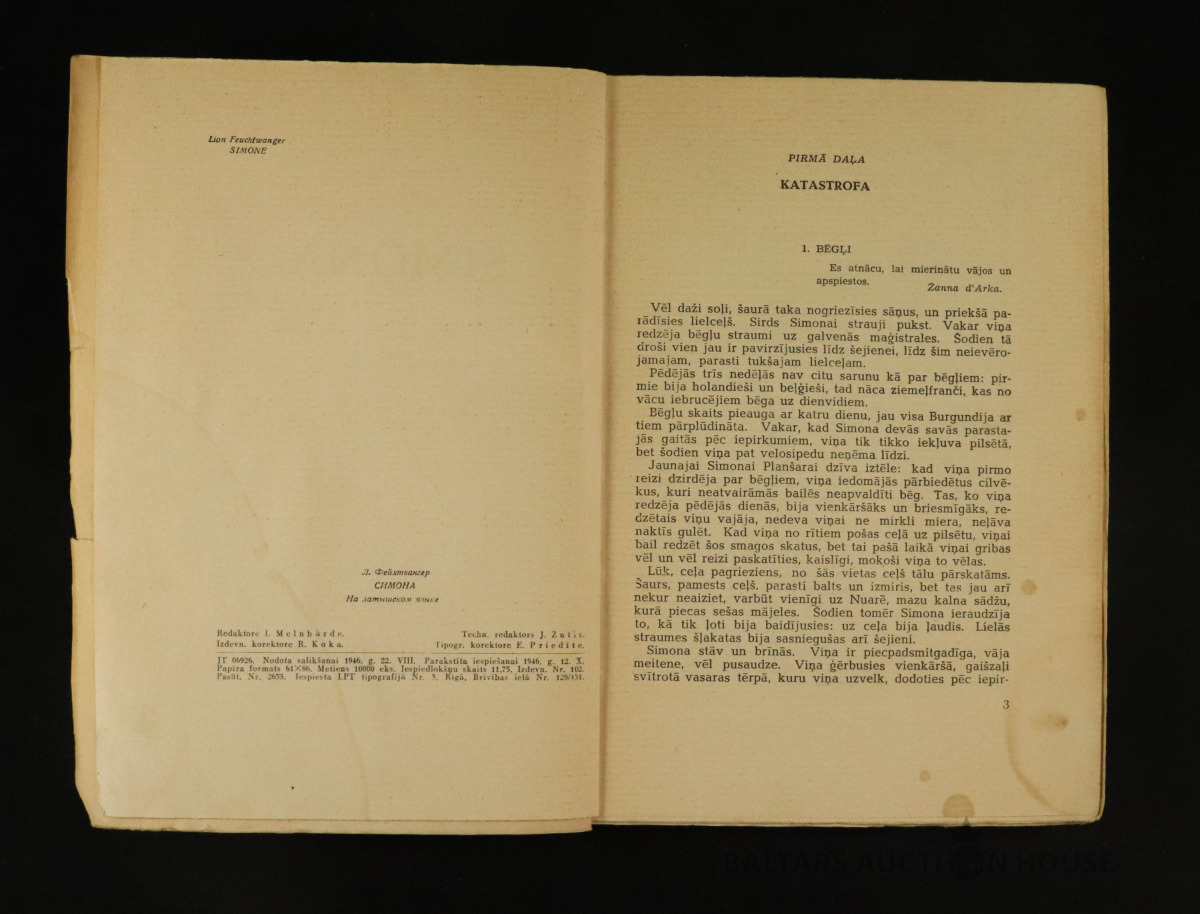 Lion Feuchtwanger
SIMONE
Л. Фейхтвангер
СИМОНА
На латышском языке
Redaktore I. Melnbārde.
Izdevn. korektore R. Koka.
Techn. redaktors J. Zutis.
Tipogr. korektore E. Priedīte.
JT 06926. Nodota salikšanai 1946. g. 22. VIII. Parakstīta iespiešanai 1946. g. 12. X.
Papīra formats 61×86. Metiens 10000 eks. Iespiedlokšņu skaits 11,75. Izdevn. Nr. 102.
Pasūt. Nr. 2655. Iespiesta LPT tipografijā Nr. 5, Rīgā, Brīvības ielā Nr. 129/131.
PIRMĀ DAĻA
KATASTROFA
1. BĒGĻI
Es atnācu, lai mierinātu vājos un
apspiestos.
Žanna d'Arka.
Vēl daži soļi, šaurā taka nogriezīsies sāņus, un priekšā pa-
rādīsies lielceļš. Sirds Simonai strauji pukst. Vakar viņa
redzēja bēgļu straumi uz galvenās maģistrales. Šodien tā
droši vien jau ir pavirzījusies līdz šejienei, līdz šim neievēro-
jamajam, parasti tukšajam lielceļam.
Pēdējās trīs nedēļās nav citu sarunu kā par bēgļiem: pir-
mie bija holandieši un beļģieši, tad nāca ziemeļfranči, kas no
vācu iebrucējiem bēga uz dienvidiem.
Bēgļu skaits pieauga ar katru dienu, jau visa Burgundija ar
tiem pārplūdināta. Vakar, kad Simona devās savās parasta-
jās gaitās pēc iepirkumiem, viņa tik tikko iekļuva pilsētā,
bet šodien viņa pat velosipedu neņēma līdzi.
Jaunajai Simonai Planšarai dzīva iztēle: kad viņa pirmo
reizi dzirdēja par bēgļiem, viņa iedomājās pārbiedētus cilvē-
kus, kuri neatvairāmās bailēs neapvaldīti bēg. Tas, ko viņa
redzēja pēdējās dienās, bija vienkāršāks un briesmīgāks, re-
dzētais viņu vajāja, nedeva viņai ne mirkli miera, neļāva
naktīs gulēt. Kad viņa no rītiem pošas ceļā uz pilsētu, viņai
bail redzēt šos smagos skatus, bet tai pašā laikā viņai gribas
vēl un vēl reizi paskatīties, kaislīgi, mokoši viņa to vēlas.
Lūk, ceļa pagrieziens, no šās vietas ceļš tālu pārskatāms.
Šaurs, pamests ceļš, parasti balts un izmiris, bet tas jau arī
nekur neaiziet, varbūt vienīgi uz Nuarē, mazu kalna sādžu,
kurā piecas sešas mājeles. Šodien tomēr Simona ieraudzīja
to, kā tik ļoti bija baidījusies: uz ceļa bija ļaudis. Lielās
straumes šļakatas bija sasniegušas arī šejieni.
Simona stāv un brīnās. Viņa ir piecpadsmitgadīga, vāja
meitene, vēl pusaudze. Viņa ģērbusies vienkāršā, gaišzaļi
svītrotā vasaras tērpā, kuru viņa uzvelk, dodoties pēc iepir-
3
BALTARS AUCTION HOUSE